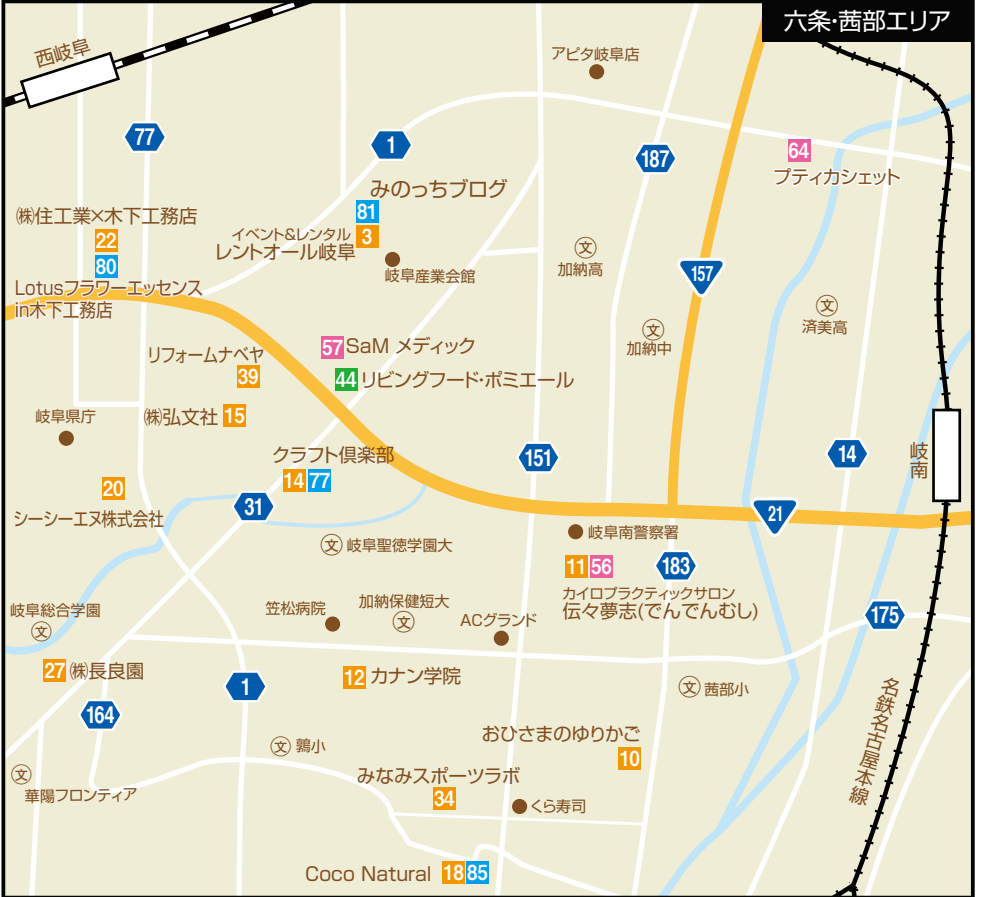 六条・茜部エリア
西岐阜
アピタ岐阜店
77
1
187
64
プティカシェット
みのっちブログ
81
㈱住工業×木下工務店
22
80
イベント&レンタル
レントオール岐阜
3
岐阜産業会館
文
加納高
157
Lotusフラワーエッセンス
in木下工務店
文
済美高
文
加納中
リフォームナベヤ
39
57 SaM メディック
44 リビングフード・ポミエール
岐阜県庁
㈱弘文社 15
クラフト倶楽部
14 77
151
14
岐南
20
シーシーエヌ株式会社
31
21
岐阜南警察署
文 岐阜聖徳学園大
11 56
183
カイロプラクティックサロン
伝々夢志(でんでんむし)
岐阜総合学園
文
笠松病院
加納保健短大
文
ACグランド
175
27 ㈱長良園
12 カナン学院
164
1
文 茜部小
名鉄名古屋本線
文 鶉小
おひさまのゆりかご
10
文
華陽フロンティア
みなみスポーツラボ
34
くら寿司
Coco Natural 18 85